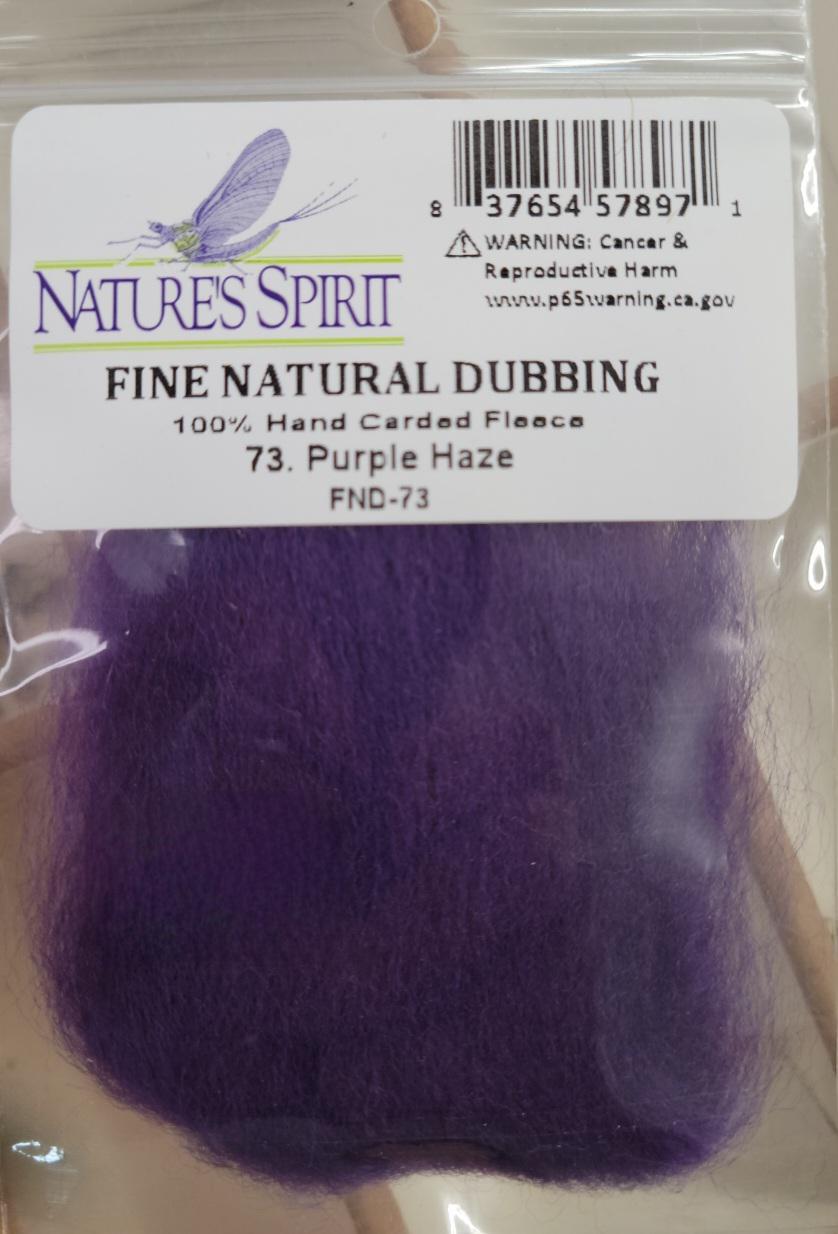 8 37654 57897 1
WARNING: Cancer &
Reproductive Harm
www.p65warning.ca.gov
NATURE'S SPIRIT
FINE NATURAL DUBBING
100% Hand Carded Fleece
73. Purple Haze
FND-73